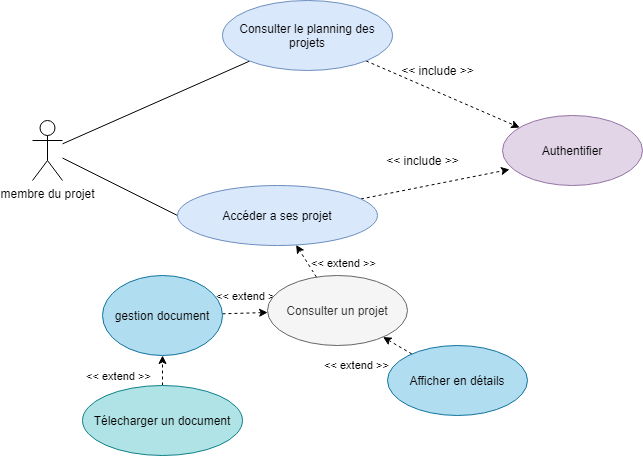 Consulter le planning des
projets
<< include >>
Authentifier
<< include >>
membre du projet
Accéder a ses projet
<< extend >>
<< extend >
gestion document
Consulter un projet
<< extend >>
<< extend >>
Afficher en détails
Télecharger un document